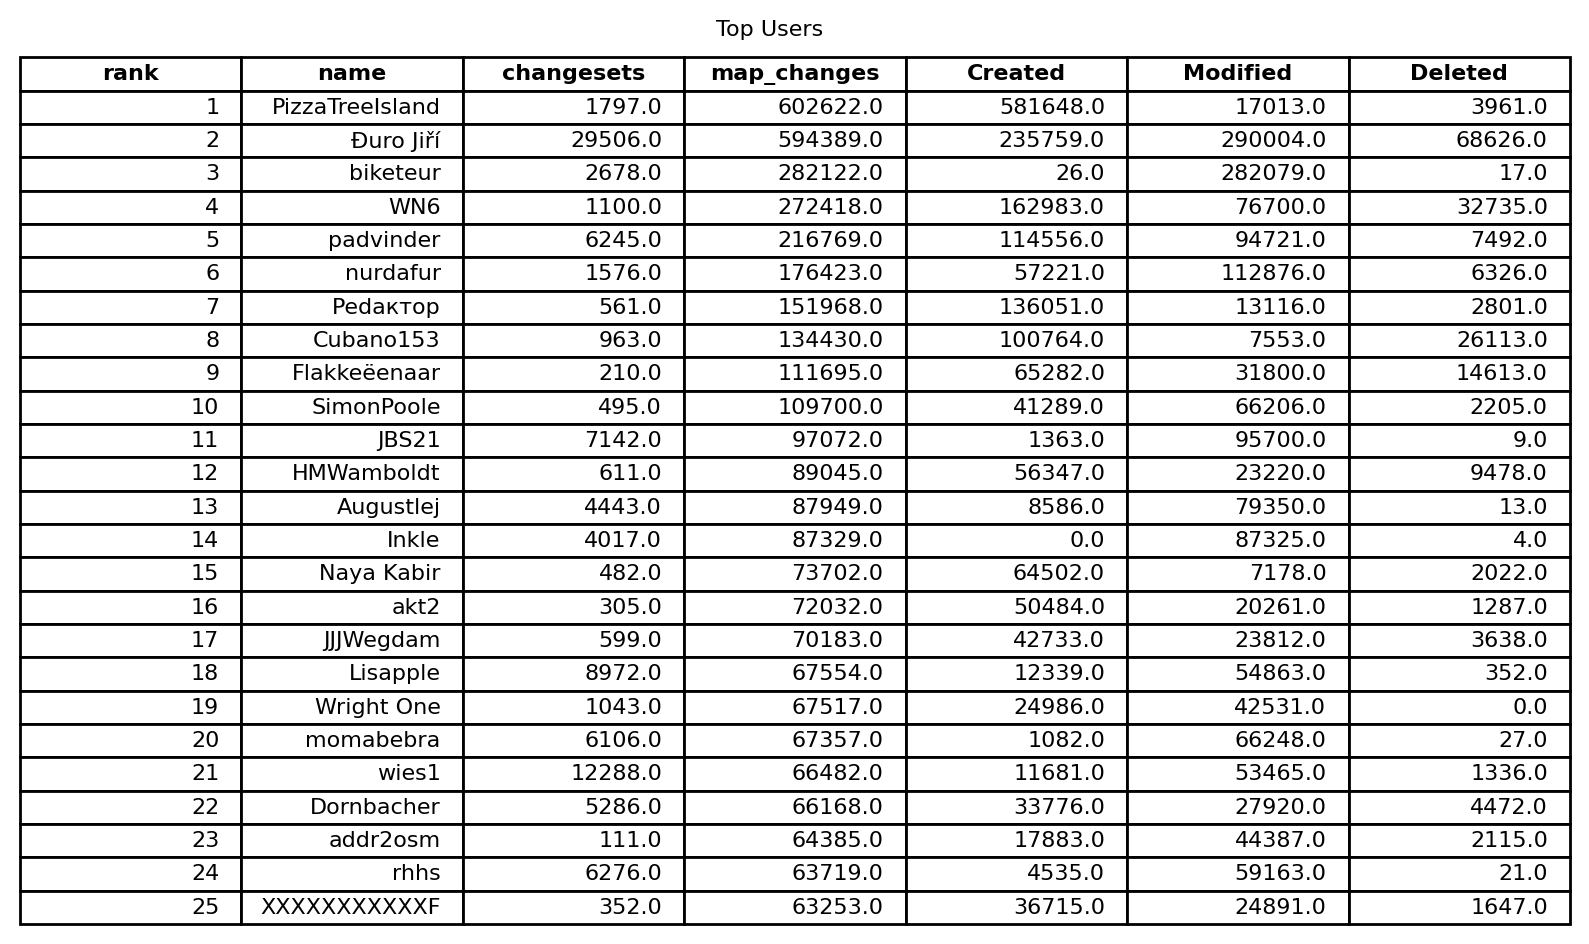 Top Users
rank name changesets map_changes Created Modified Deleted
1 PizzaTreeIsland 1797.0 602622.0 581648.0 17013.0 3961.0
2 Đuro Jiří 29506.0 594389.0 235759.0 290004.0 68626.0
3 biketeur 2678.0 282122.0 26.0 282079.0 17.0
4 WN6 1100.0 272418.0 162983.0 76700.0 32735.0
5 padvinder 6245.0 216769.0 114556.0 94721.0 7492.0
6 nurdafur 1576.0 176423.0 57221.0 112876.0 6326.0
7 Pedaктор 561.0 151968.0 136051.0 13116.0 2801.0
8 Cubano153 963.0 134430.0 100764.0 7553.0 26113.0
9 Flakkeëenaar 210.0 111695.0 65282.0 31800.0 14613.0
10 SimonPoole 495.0 109700.0 41289.0 66206.0 2205.0
11 JBS21 7142.0 97072.0 1363.0 95700.0 9.0
12 HMWamboldt 611.0 89045.0 56347.0 23220.0 9478.0
13 Augustlej 4443.0 87949.0 8586.0 79350.0 13.0
14 Inkle 4017.0 87329.0 0.0 87325.0 4.0
15 Naya Kabir 482.0 73702.0 64502.0 7178.0 2022.0
16 akt2 305.0 72032.0 50484.0 20261.0 1287.0
17 JJJWegdam 599.0 70183.0 42733.0 23812.0 3638.0
18 Lisapple 8972.0 67554.0 12339.0 54863.0 352.0
19 Wright One 1043.0 67517.0 24986.0 42531.0 0.0
20 momabebra 6106.0 67357.0 1082.0 66248.0 27.0
21 wies1 12288.0 66482.0 11681.0 53465.0 1336.0
22 Dornbacher 5286.0 66168.0 33776.0 27920.0 4472.0
23 addr2osm 111.0 64385.0 17883.0 44387.0 2115.0
24 rhhs 6276.0 63719.0 4535.0 59163.0 21.0
25 XXXXXXXXXXXF 352.0 63253.0 36715.0 24891.0 1647.0